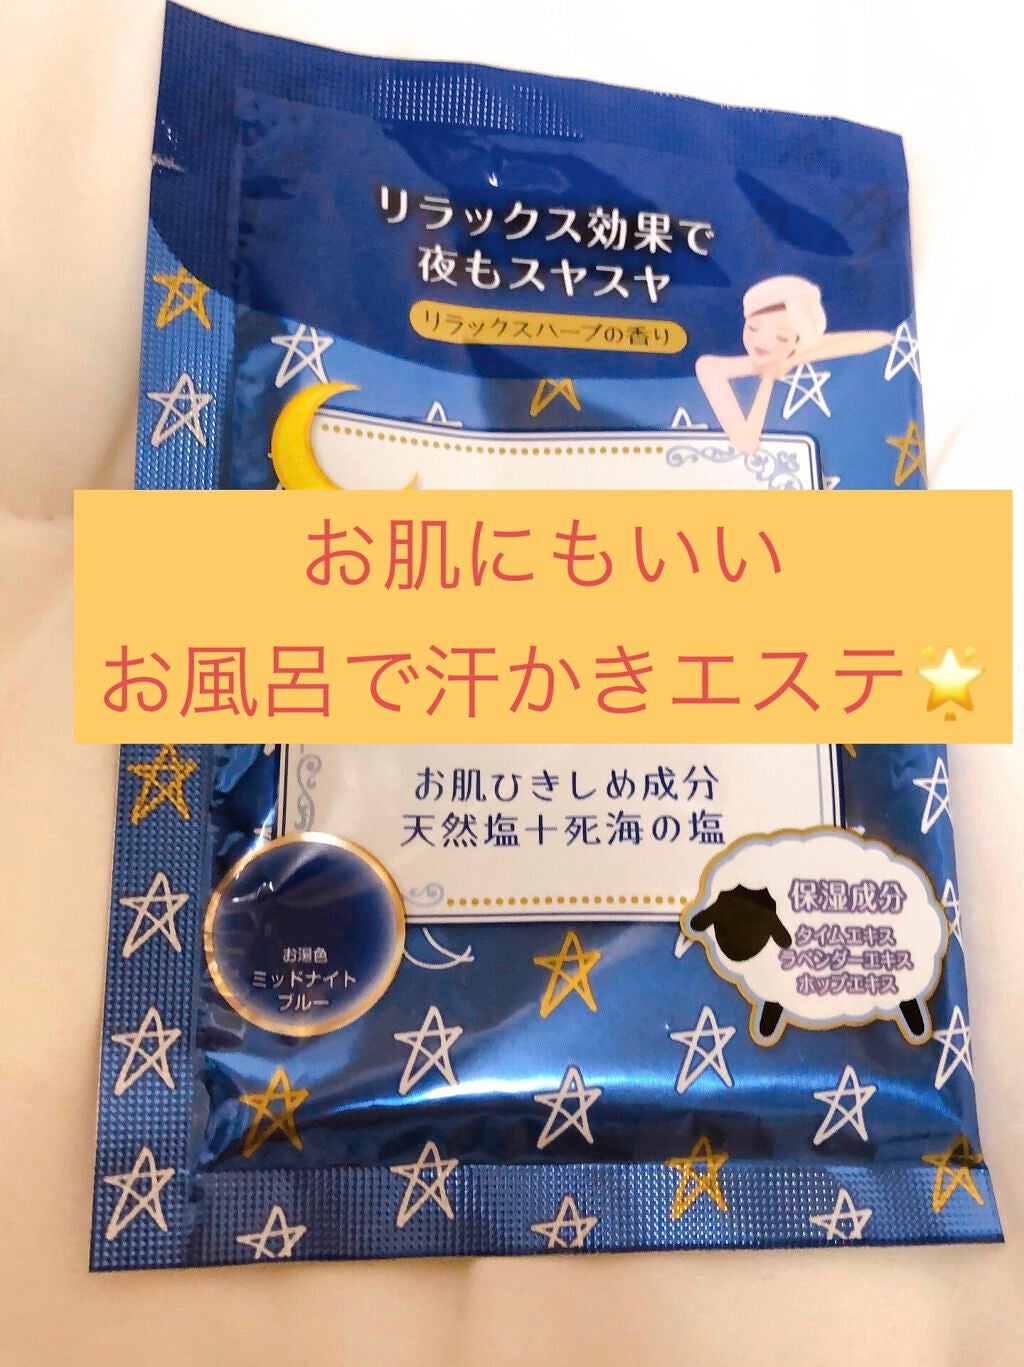 リラックス効果で
夜もスヤスヤ
リラックスハーブの香り
お肌にもいい
お風呂で汗かきエステ🌟
お肌ひきしめ成分
天然塩＋死海の塩
お湯色
ミッドナイト
ブルー
保湿成分
タイムエキス
ラベンダーエキス
ホップエキス